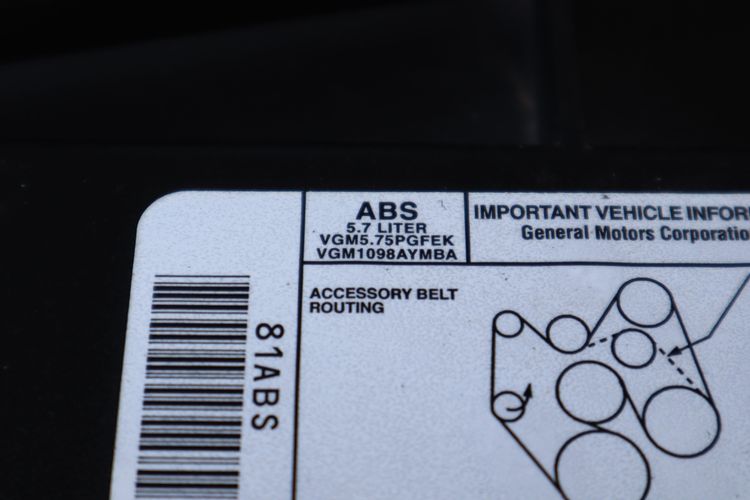 ABS
5.7 LITER
VGM5.75PGFEK
VGM1098AYMBA
IMPORTANT VEHICLE INFOR
General Motors Corporatio
ACCESSORY BELT
ROUTING
81ABS